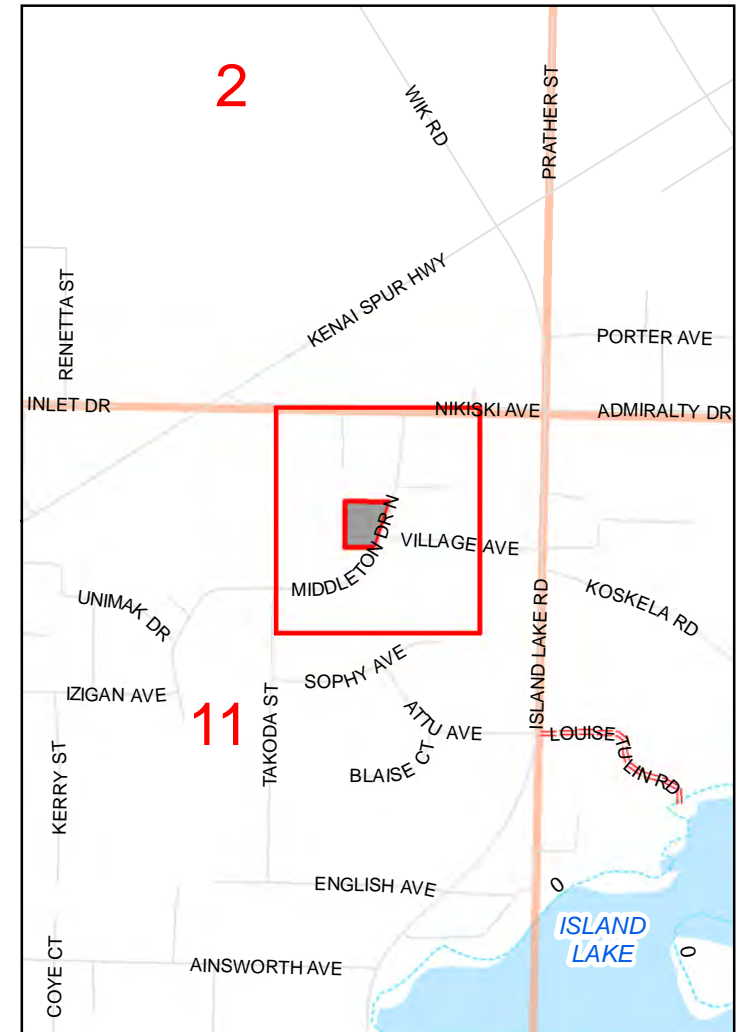 2
WIK RD
PRATHER ST
RENETTA ST
KENAI SPUR HWY
PORTER AVE
INLET DR
NIKISKI AVE
ADMIRALTY DR
MIDDLETON DR N
VILLAGE AVE
UNIMAK DR
KOSKELA RD
ISLAND LAKE RD
SOPHY AVE
IZIGAN AVE
11
TAKODA ST
ATTU AVE
LOUISE TULIN RD
BLAISE CT
KERRY ST
ENGLISH AVE
0
ISLAND
LAKE
0
AINSWORTH AVE
COYE CT